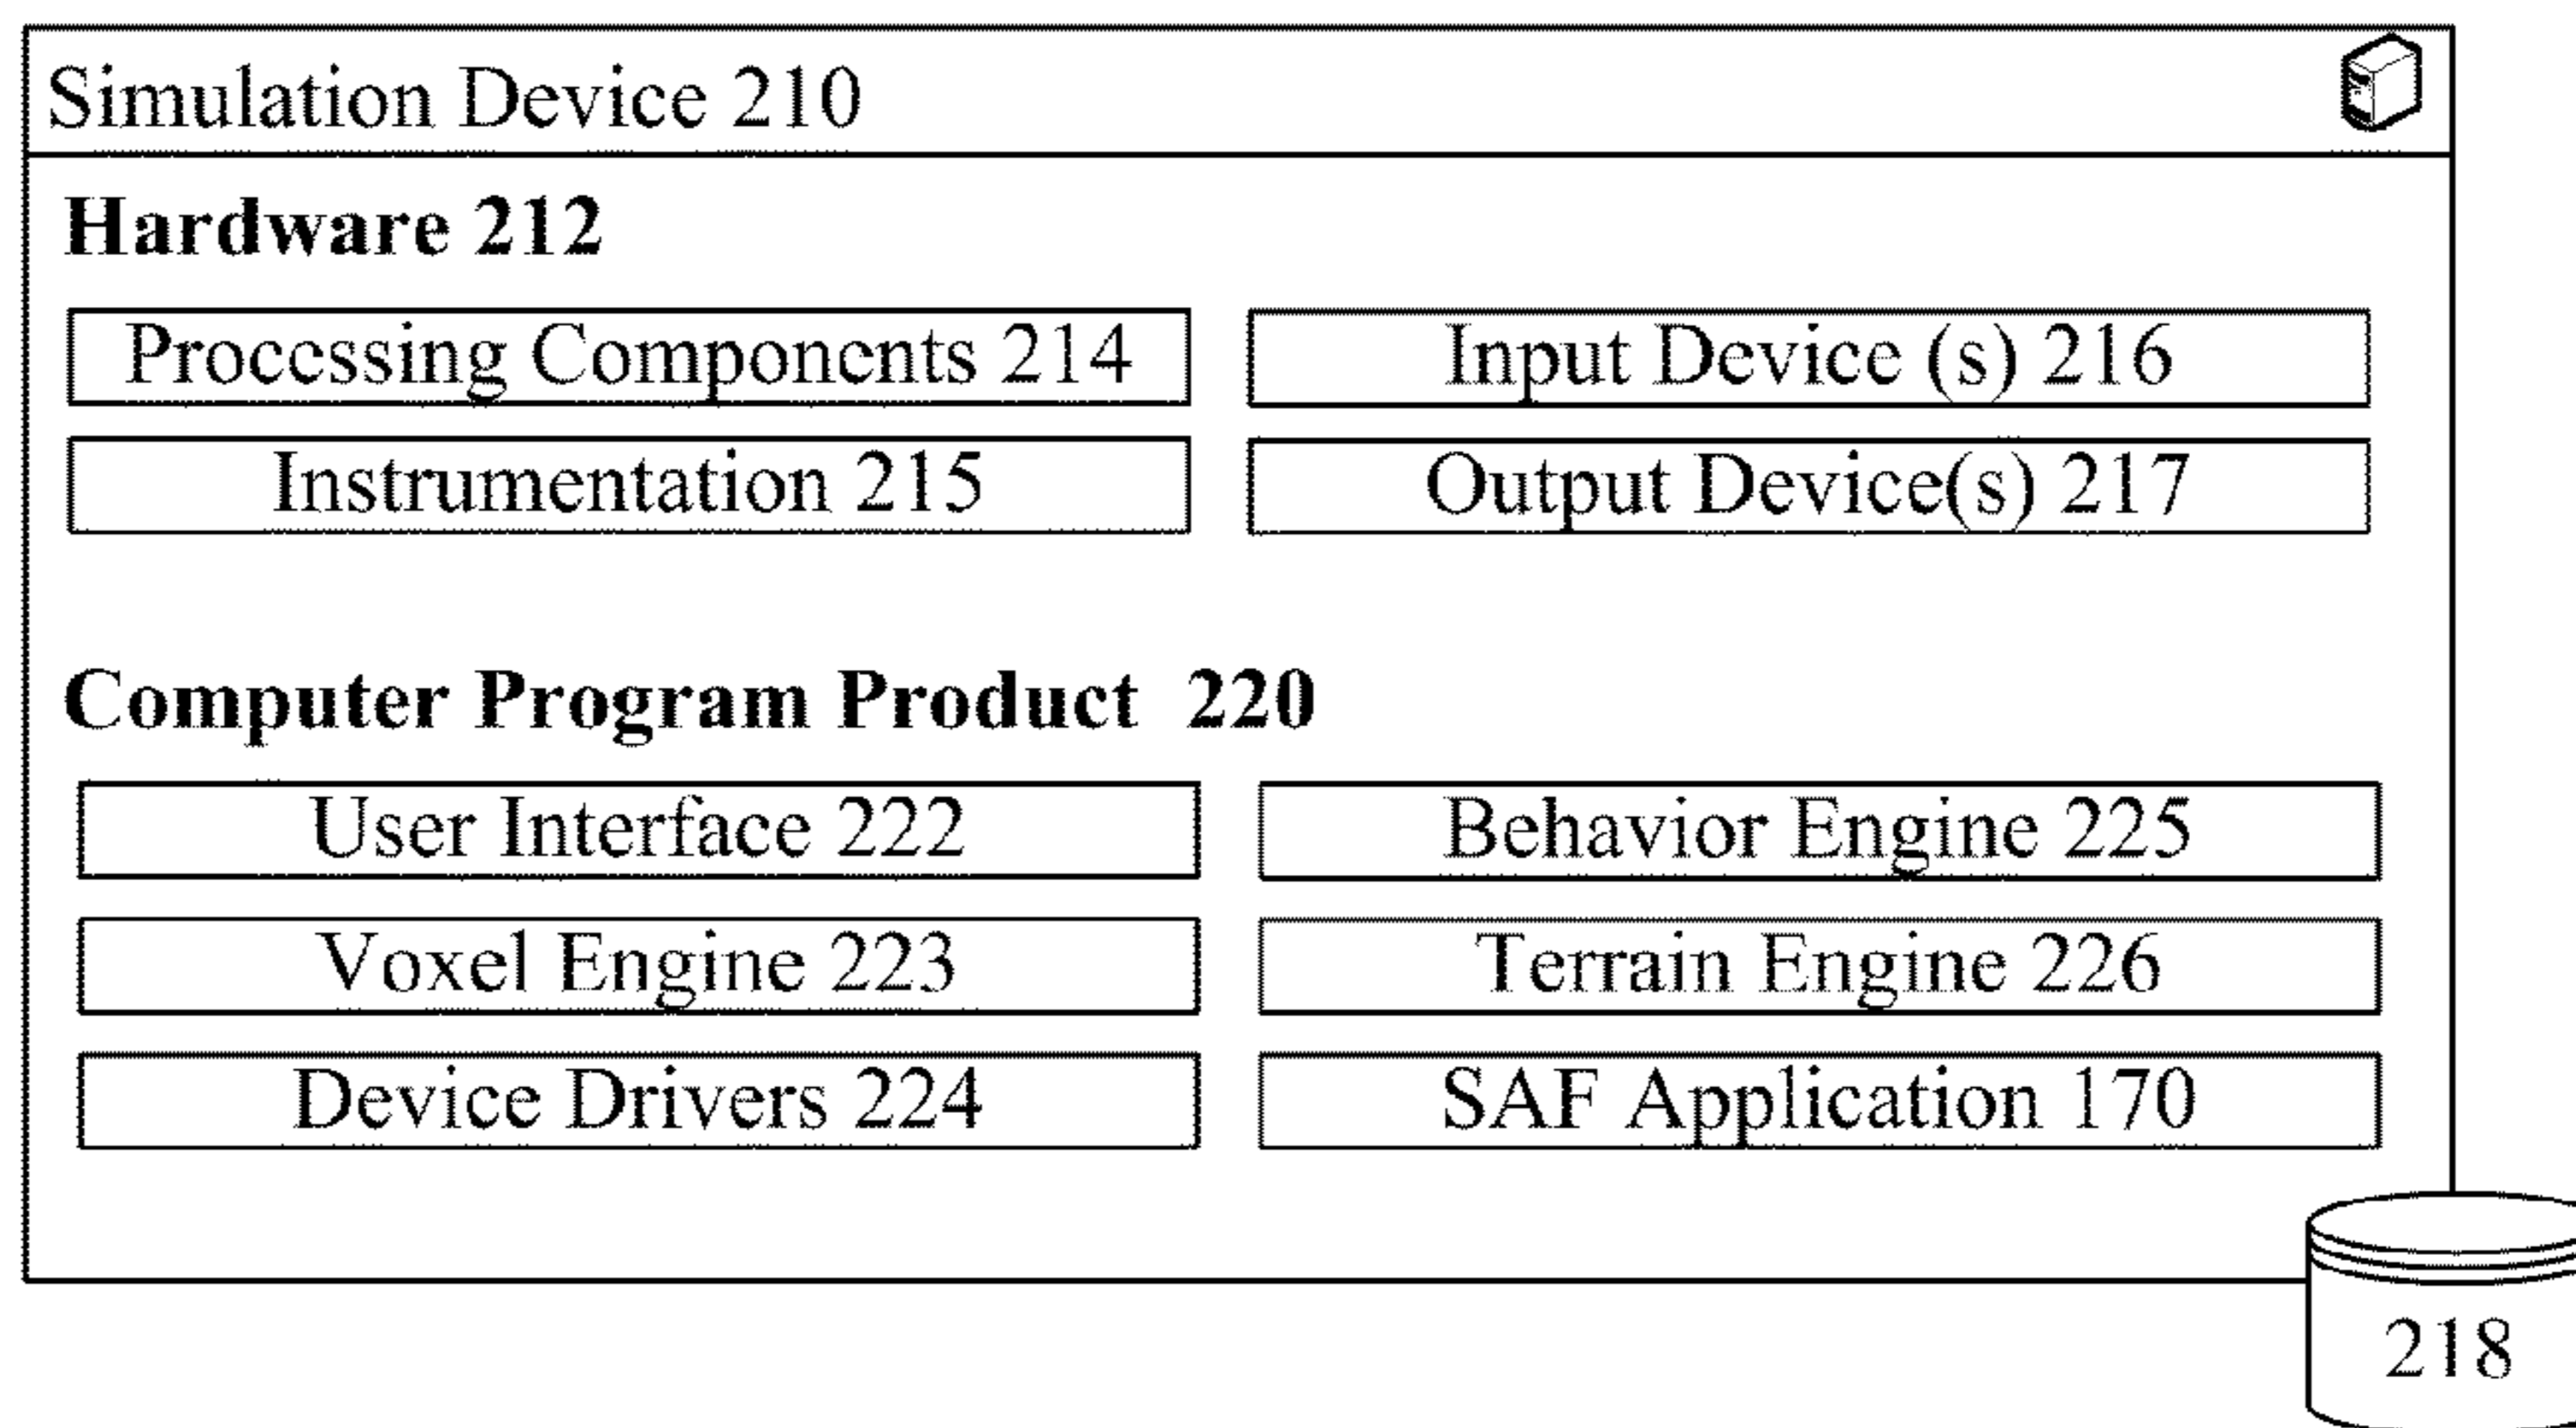 Simulation Device 210
Hardware 212
Processing Components 214
Input Device (s) 216
Instrumentation 215
Output Device(s) 217
Computer Program Product 220
User Interface 222
Behavior Engine 225
Voxel Engine 223
Terrain Engine 226
Device Drivers 224
SAF Application 170
218